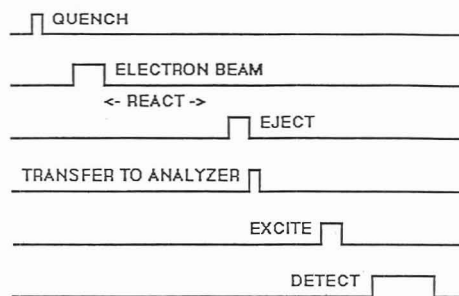 QUENCH
ELECTRON BEAM
<- REACT ->
EJECT
TRANSFER TO ANALYZER
EXCITE
DETECT